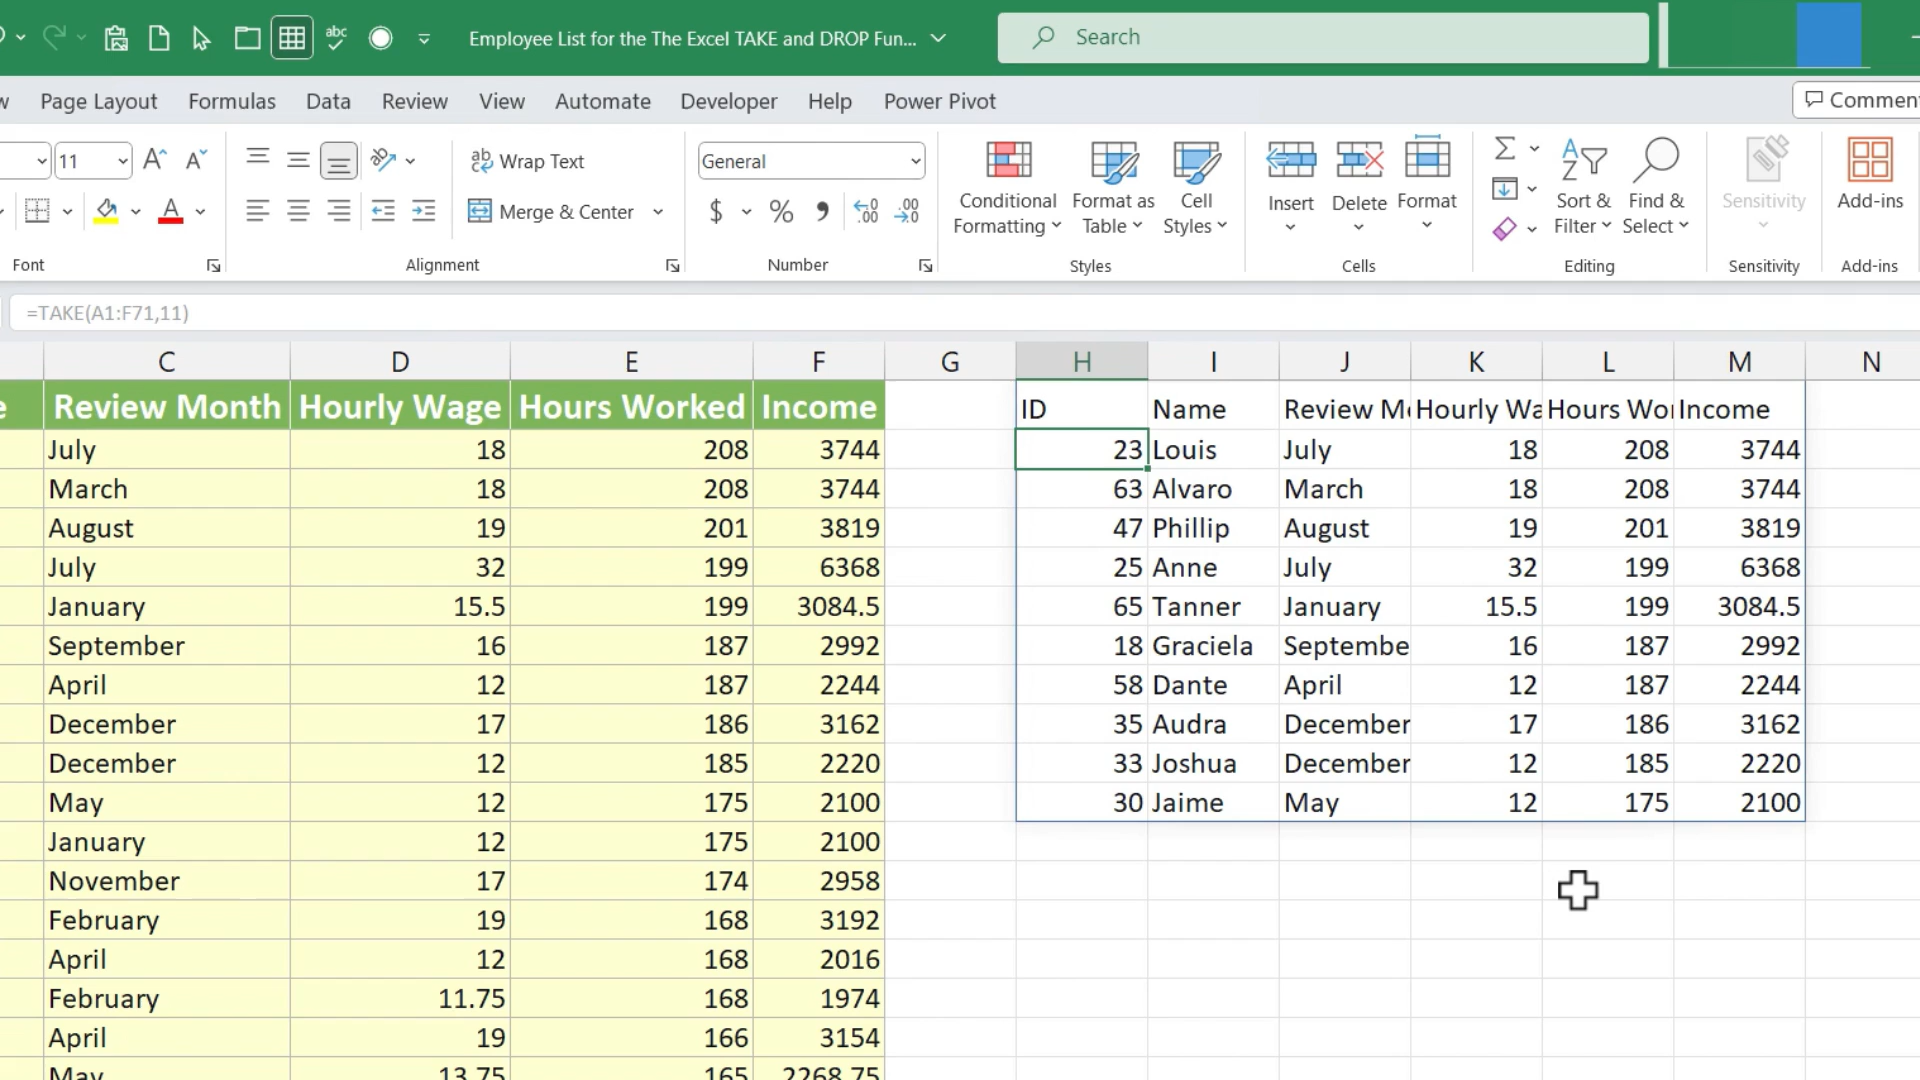 Employee List for the The Excel TAKE and DROP Fun...
Search
Page Layout Formulas Data Review View Automate Developer Help Power Pivot
11
Wrap Text
General
Merge & Center
$ % 9
Conditional Formatting
Format as Table
Cell Styles
Insert
Delete
Format
Sort & Filter
Find & Select
Sensitivity
Add-ins
Font Alignment Number Styles Cells Editing Sensitivity Add-ins
=TAKE(A1:F71,11)
C D E F G H I J K L M N
Review Month Hourly Wage Hours Worked Income ID Name Review Hourly Hours Income
July 18 208 3744 23 Louis July 18 208 3744
March 18 208 3744 63 Alvaro March 18 208 3744
August 19 201 3819 47 Phillip August 19 201 3819
July 32 199 6368 25 Anne July 32 199 6368
January 15.5 199 3084.5 65 Tanner January 15.5 199 3084.5
September 16 187 2992 18 Graciela Septembe 16 187 2992
April 12 187 2244 58 Dante April 12 187 2244
December 17 186 3162 35 Audra December 17 186 3162
December 12 185 2220 33 Joshua December 12 185 2220
May 12 175 2100 30 Jaime May 12 175 2100
January 12 175 2100
November 17 174 2958
February 19 168 3192
April 12 168 2016
February 11.75 168 1974
April 19 166 3154
May 13.75 165 2268.75